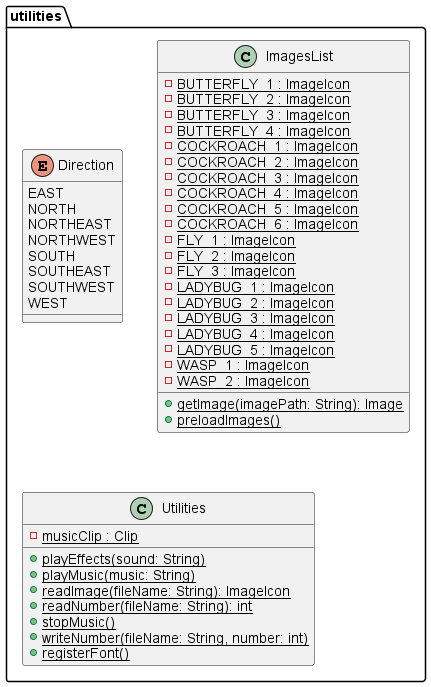 utilities
C ImagesList
BUTTERFLY_1 : ImageIcon
BUTTERFLY_2 : ImageIcon
BUTTERFLY_3 : ImageIcon
BUTTERFLY_4 : ImageIcon
COCKROACH_1 : ImageIcon
COCKROACH_2 : ImageIcon
COCKROACH_3 : ImageIcon
COCKROACH_4 : ImageIcon
COCKROACH_5 : ImageIcon
COCKROACH_6 : ImageIcon
FLY_1 : ImageIcon
FLY_2 : ImageIcon
FLY_3 : ImageIcon
LADYBUG_1 : ImageIcon
LADYBUG_2 : ImageIcon
LADYBUG_3 : ImageIcon
LADYBUG_4 : ImageIcon
LADYBUG_5 : ImageIcon
WASP_1 : ImageIcon
WASP_2 : ImageIcon
getImage(imagePath: String): Image
preloadImages()
E Direction
EAST
NORTH
NORTHEAST
NORTHWEST
SOUTH
SOUTHEAST
SOUTHWEST
WEST
C Utilities
musicClip : Clip
playEffects(sound: String)
playMusic(music: String)
readImage(fileName: String): ImageIcon
readNumber(fileName: String): int
stopMusic()
writeNumber(fileName: String, number: int)
registerFont()